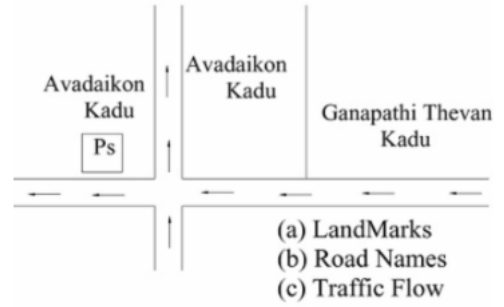 Avadaikon
Kadu
Ps
Avadaikon
Kadu
Ganapathi Thevan
Kadu
(a) LandMarks
(b) Road Names
(c) Traffic Flow